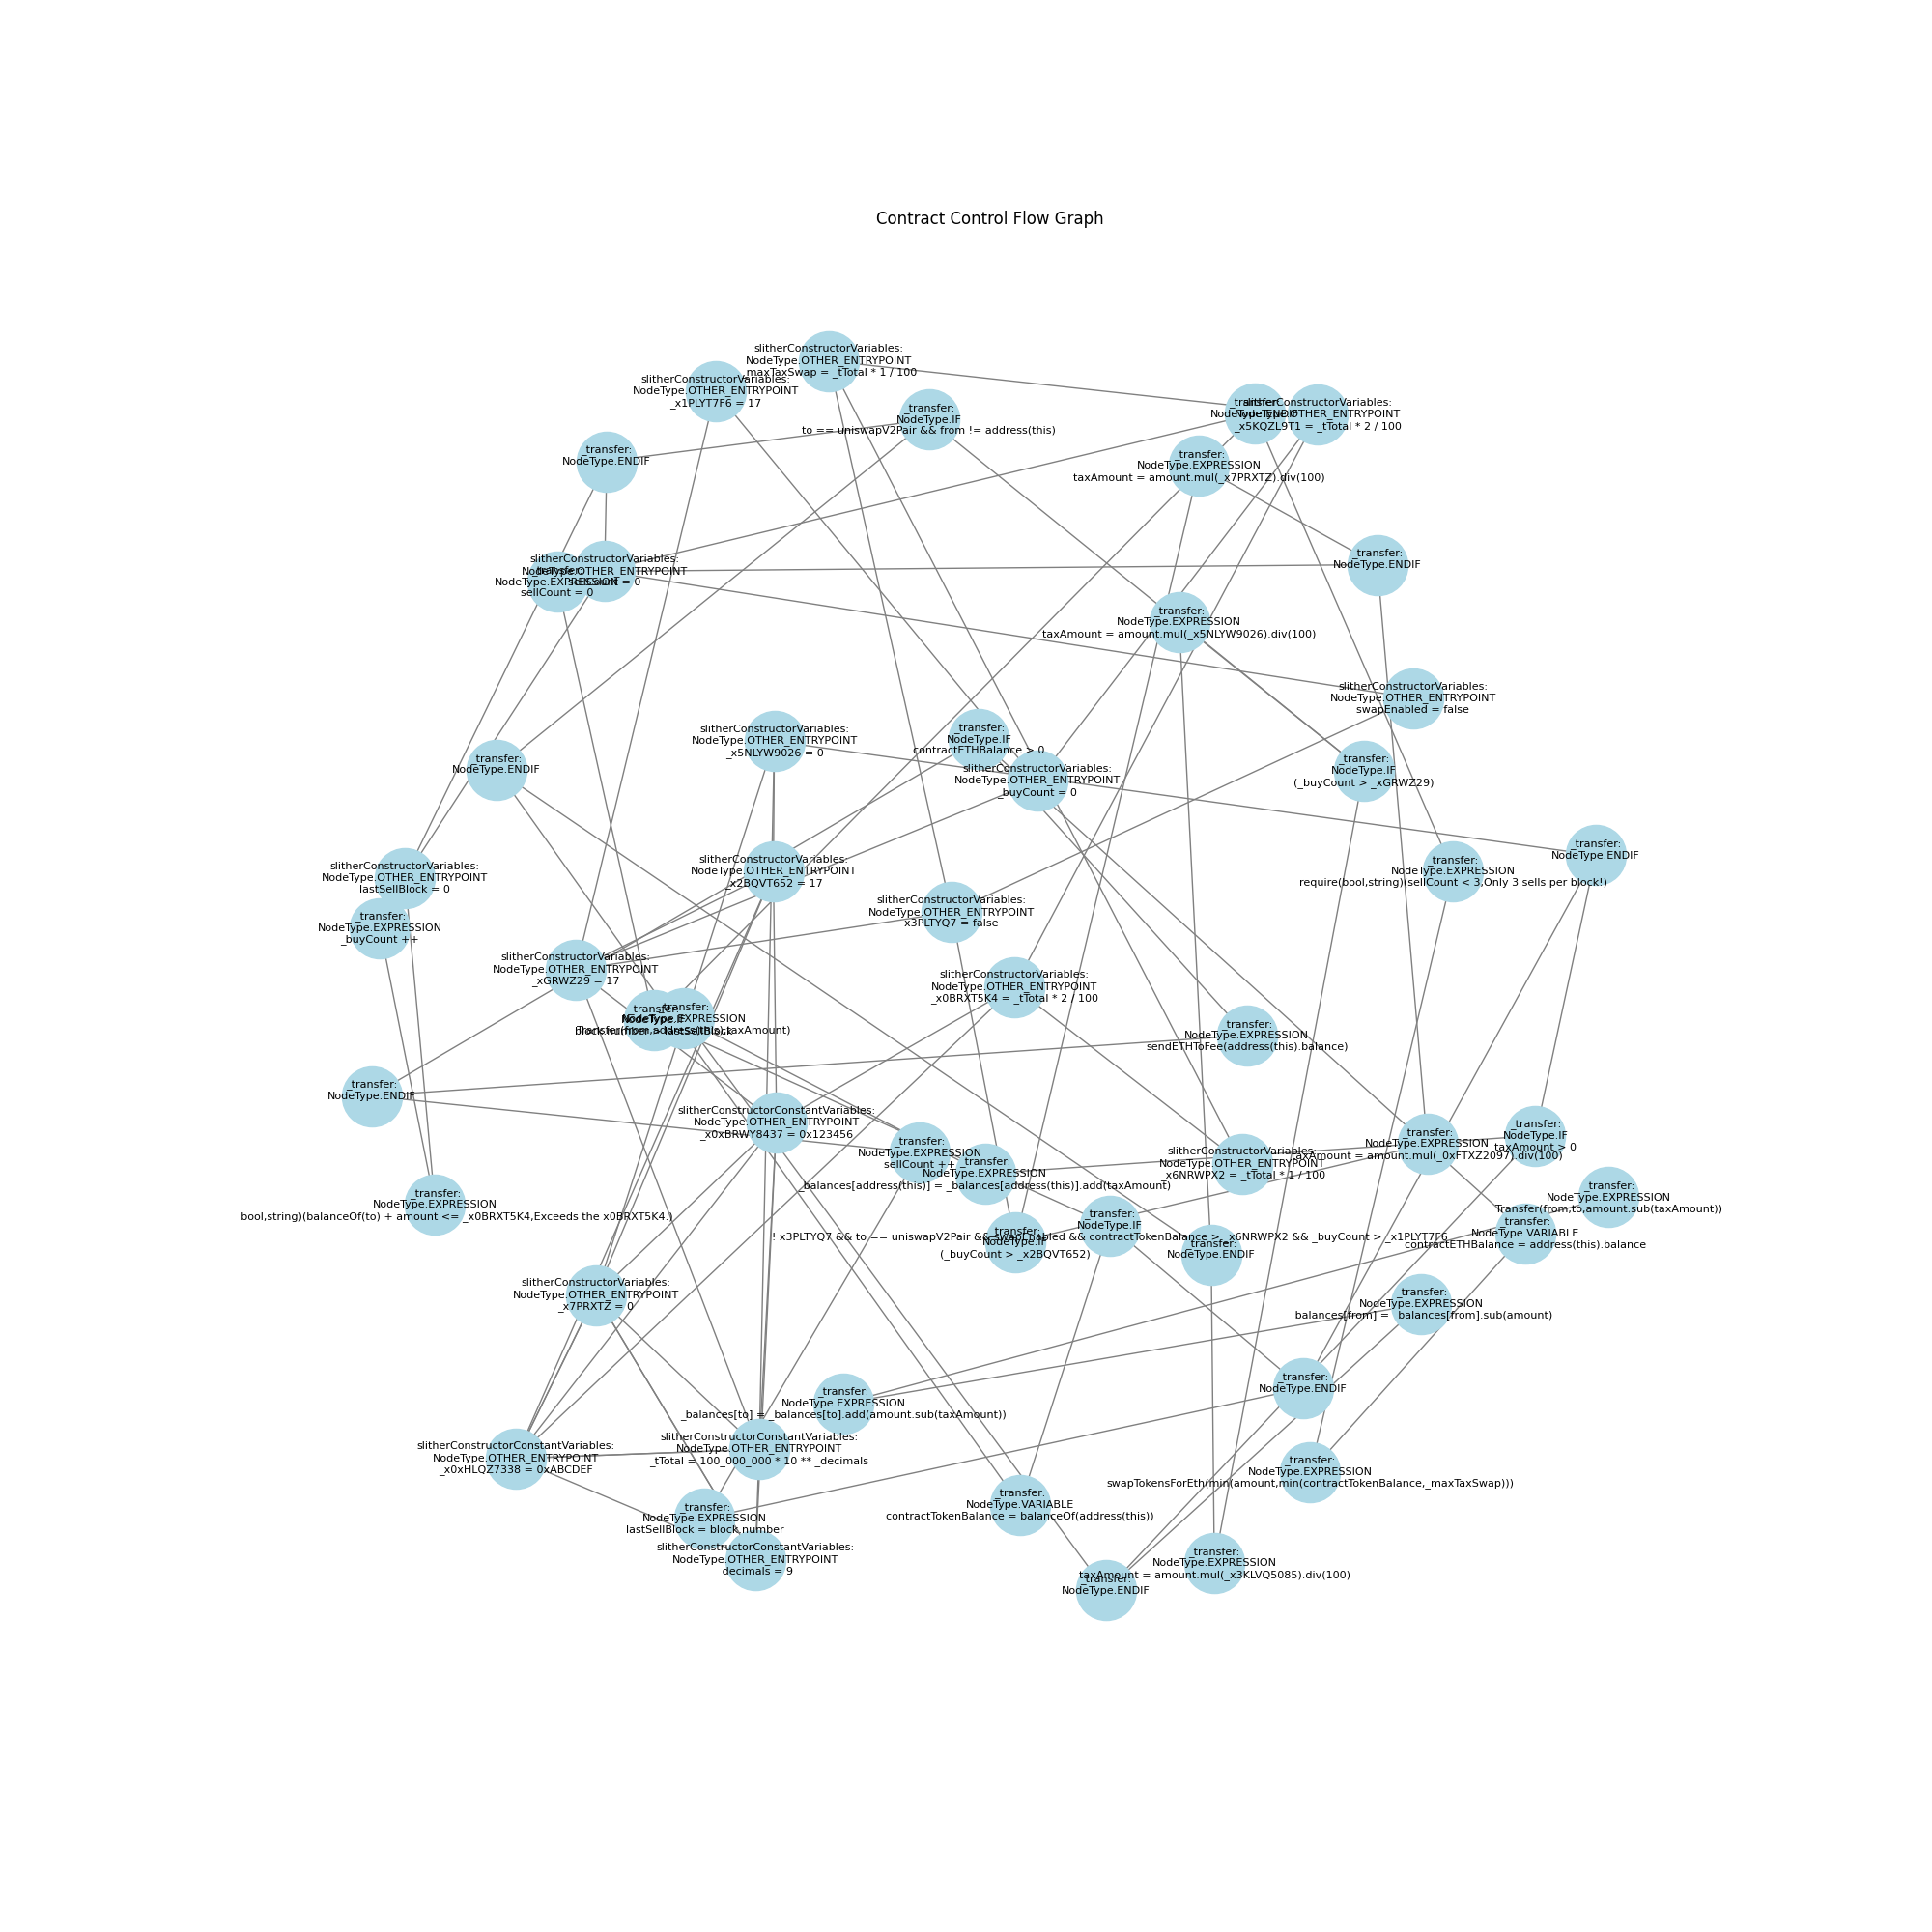 Contract Control Flow Graph
slitherConstructorVariables:
NodeType.OTHER_ENTRYPOINT
maxTaxSwap = _tTotal * 1 / 100
slitherConstructorVariables:
NodeType.OTHER_ENTRYPOINT
_x1PLYT7F6 = 17
_transfer:
NodeType.IF
to == uniswapV2Pair && from != address(this)
_transfer:
NodeType.ENDIF
slitherConstructorVariables:
NodeType.OTHER_ENTRYPOINT
_x5KQZL9T1 = _tTotal * 2 / 100
_transfer:
NodeType.ENDIF
_transfer:
NodeType.EXPRESSION
taxAmount = amount.mul(_x7PRXTZ).div(100)
_transfer:
NodeType.ENDIF
slitherConstructorVariables:
NodeType.OTHER_ENTRYPOINT
sellCount = 0
_transfer:
NodeType.EXPRESSION
sellCount = 0
_transfer:
NodeType.EXPRESSION
taxAmount = amount.mul(_x5NLYW9026).div(100)
slitherConstructorVariables:
NodeType.OTHER_ENTRYPOINT
swapEnabled = false
slitherConstructorVariables:
NodeType.OTHER_ENTRYPOINT
_x5NLYW9026 = 0
_transfer:
NodeType.IF
contractETHBalance > 0
_transfer:
NodeType.ENDIF
slitherConstructorVariables:
NodeType.OTHER_ENTRYPOINT
_buyCount = 0
_transfer:
NodeType.IF
(_buyCount > _xGRWZ29)
_transfer:
NodeType.ENDIF
slitherConstructorVariables:
NodeType.OTHER_ENTRYPOINT
_x2BQVT652 = 17
_transfer:
NodeType.EXPRESSION
require(bool,string)(sellCount < 3,Only 3 sells per block!)
slitherConstructorVariables:
NodeType.OTHER_ENTRYPOINT
lastSellBlock = 0
slitherConstructorVariables:
NodeType.OTHER_ENTRYPOINT
x3PLTYQ7 = false
_transfer:
NodeType.EXPRESSION
_buyCount ++
slitherConstructorVariables:
NodeType.OTHER_ENTRYPOINT
_xGRWZ29 = 17
slitherConstructorVariables:
NodeType.OTHER_ENTRYPOINT
_x0BRXT5K4 = _tTotal * 2 / 100
_transfer:
NodeType.IF
block.number > lastSellBlock
_transfer:
NodeType.EXPRESSION
Transfer(from,address(this),taxAmount)
_transfer:
NodeType.EXPRESSION
sendETHToFee(address(this).balance)
_transfer:
NodeType.ENDIF
slitherConstructorConstantVariables:
NodeType.OTHER_ENTRYPOINT
_x0xBRWY8437 = 0x123456
_transfer:
NodeType.EXPRESSION
sellCount ++
_transfer:
NodeType.EXPRESSION
_balances[address(this)] = _balances[address(this)].add(taxAmount)
slitherConstructorVariables:
NodeType.OTHER_ENTRYPOINT
_x6NRWPX2 = _tTotal * 1 / 100
_transfer:
NodeType.EXPRESSION
taxAmount = amount.mul(_0xFTXZ2097).div(100)
_transfer:
NodeType.IF
taxAmount > 0
_transfer:
NodeType.EXPRESSION
Transfer(from,to,amount.sub(taxAmount))
_transfer:
NodeType.EXPRESSION
bool,string)(balanceOf(to) + amount <= _x0BRXT5K4,Exceeds the x0BRXT5K4.)
_transfer:
NodeType.IF
! x3PLTYQ7 && to == uniswapV2Pair && swapEnabled && contractTokenBalance > _x6NRWPX2 && _buyCount > _x1PLYT7F6
_transfer:
NodeType.IF
(_buyCount > _x2BQVT652)
_transfer:
NodeType.ENDIF
_transfer:
NodeType.VARIABLE
contractETHBalance = address(this).balance
slitherConstructorVariables:
NodeType.OTHER_ENTRYPOINT
_x7PRXTZ = 0
_transfer:
NodeType.EXPRESSION
_balances[from] = _balances[from].sub(amount)
_transfer:
NodeType.ENDIF
_transfer:
NodeType.EXPRESSION
_balances[to] = _balances[to].add(amount.sub(taxAmount))
slitherConstructorConstantVariables:
NodeType.OTHER_ENTRYPOINT
_tTotal = 100_000_000 * 10 ** _decimals
slitherConstructorConstantVariables:
NodeType.OTHER_ENTRYPOINT
_x0xHLQZ7338 = 0xABCDEF
_transfer:
NodeType.EXPRESSION
swapTokensForEth(min(amount,min(contractTokenBalance,_maxTaxSwap)))
_transfer:
NodeType.VARIABLE
contractTokenBalance = balanceOf(address(this))
_transfer:
NodeType.EXPRESSION
lastSellBlock = block.number
slitherConstructorConstantVariables:
NodeType.OTHER_ENTRYPOINT
_decimals = 9
_transfer:
NodeType.EXPRESSION
taxAmount = amount.mul(_x3KLVQ5085).div(100)
_transfer:
NodeType.ENDIF